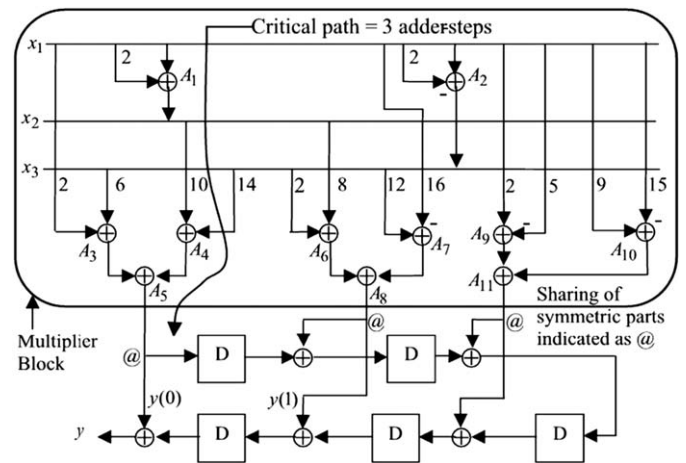 Critical path = 3 adder-steps
x1
2
A1
2
-
A2
x2
x3
2
6
10
14
2
8
12
16
2
5
9
15
A3
A4
A6
-
A7
A9
-
A10
-
A5
A8
A11
Multiplier
Block
Sharing of
symmetric parts
indicated as @
@
@
@
D
D
y(0)
y(1)
y
D
D
D